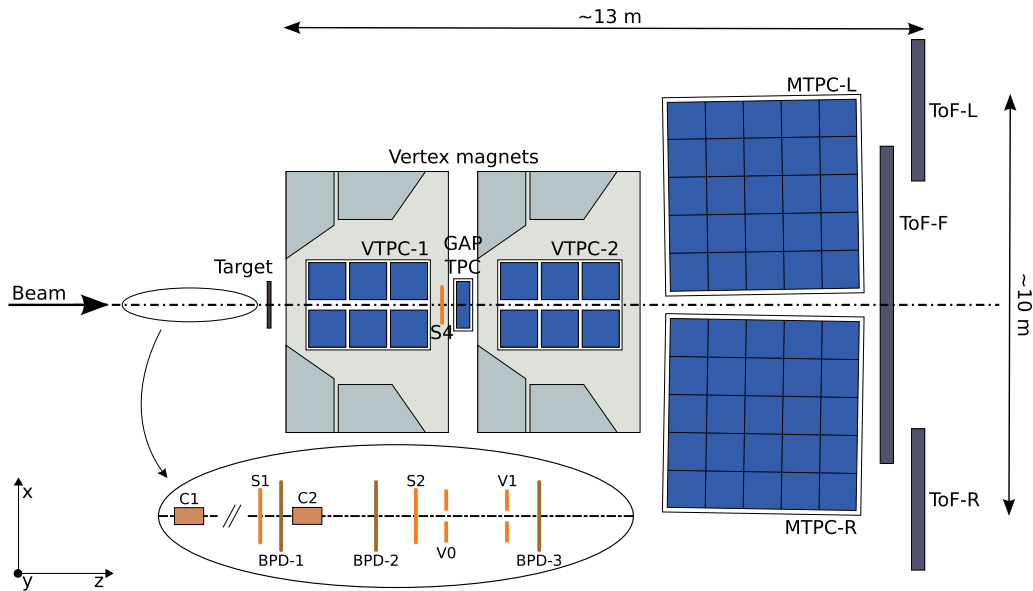 ~13 m
MTPC-L
ToF-L
Vertex magnets
ToF-F
VTPC-1
GAP
TPC
VTPC-2
Target
Beam
S4
~10 m
S1
C1
C2
S2
V1
BPD-1
BPD-2
V0
BPD-3
MTPC-R
ToF-R
x
y
z